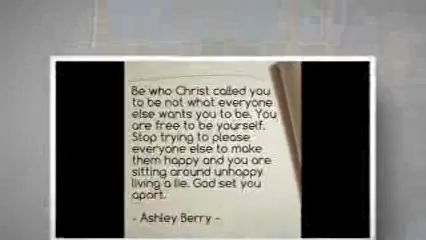 Be who Christ called you
to be not what everyone
else wants you to be. You
are free to be yourself.
Stop trying to please
everyone else to make
them happy and you are
sitting around unhappy
living a lie. God set you
apart.
- Ashley Berry -